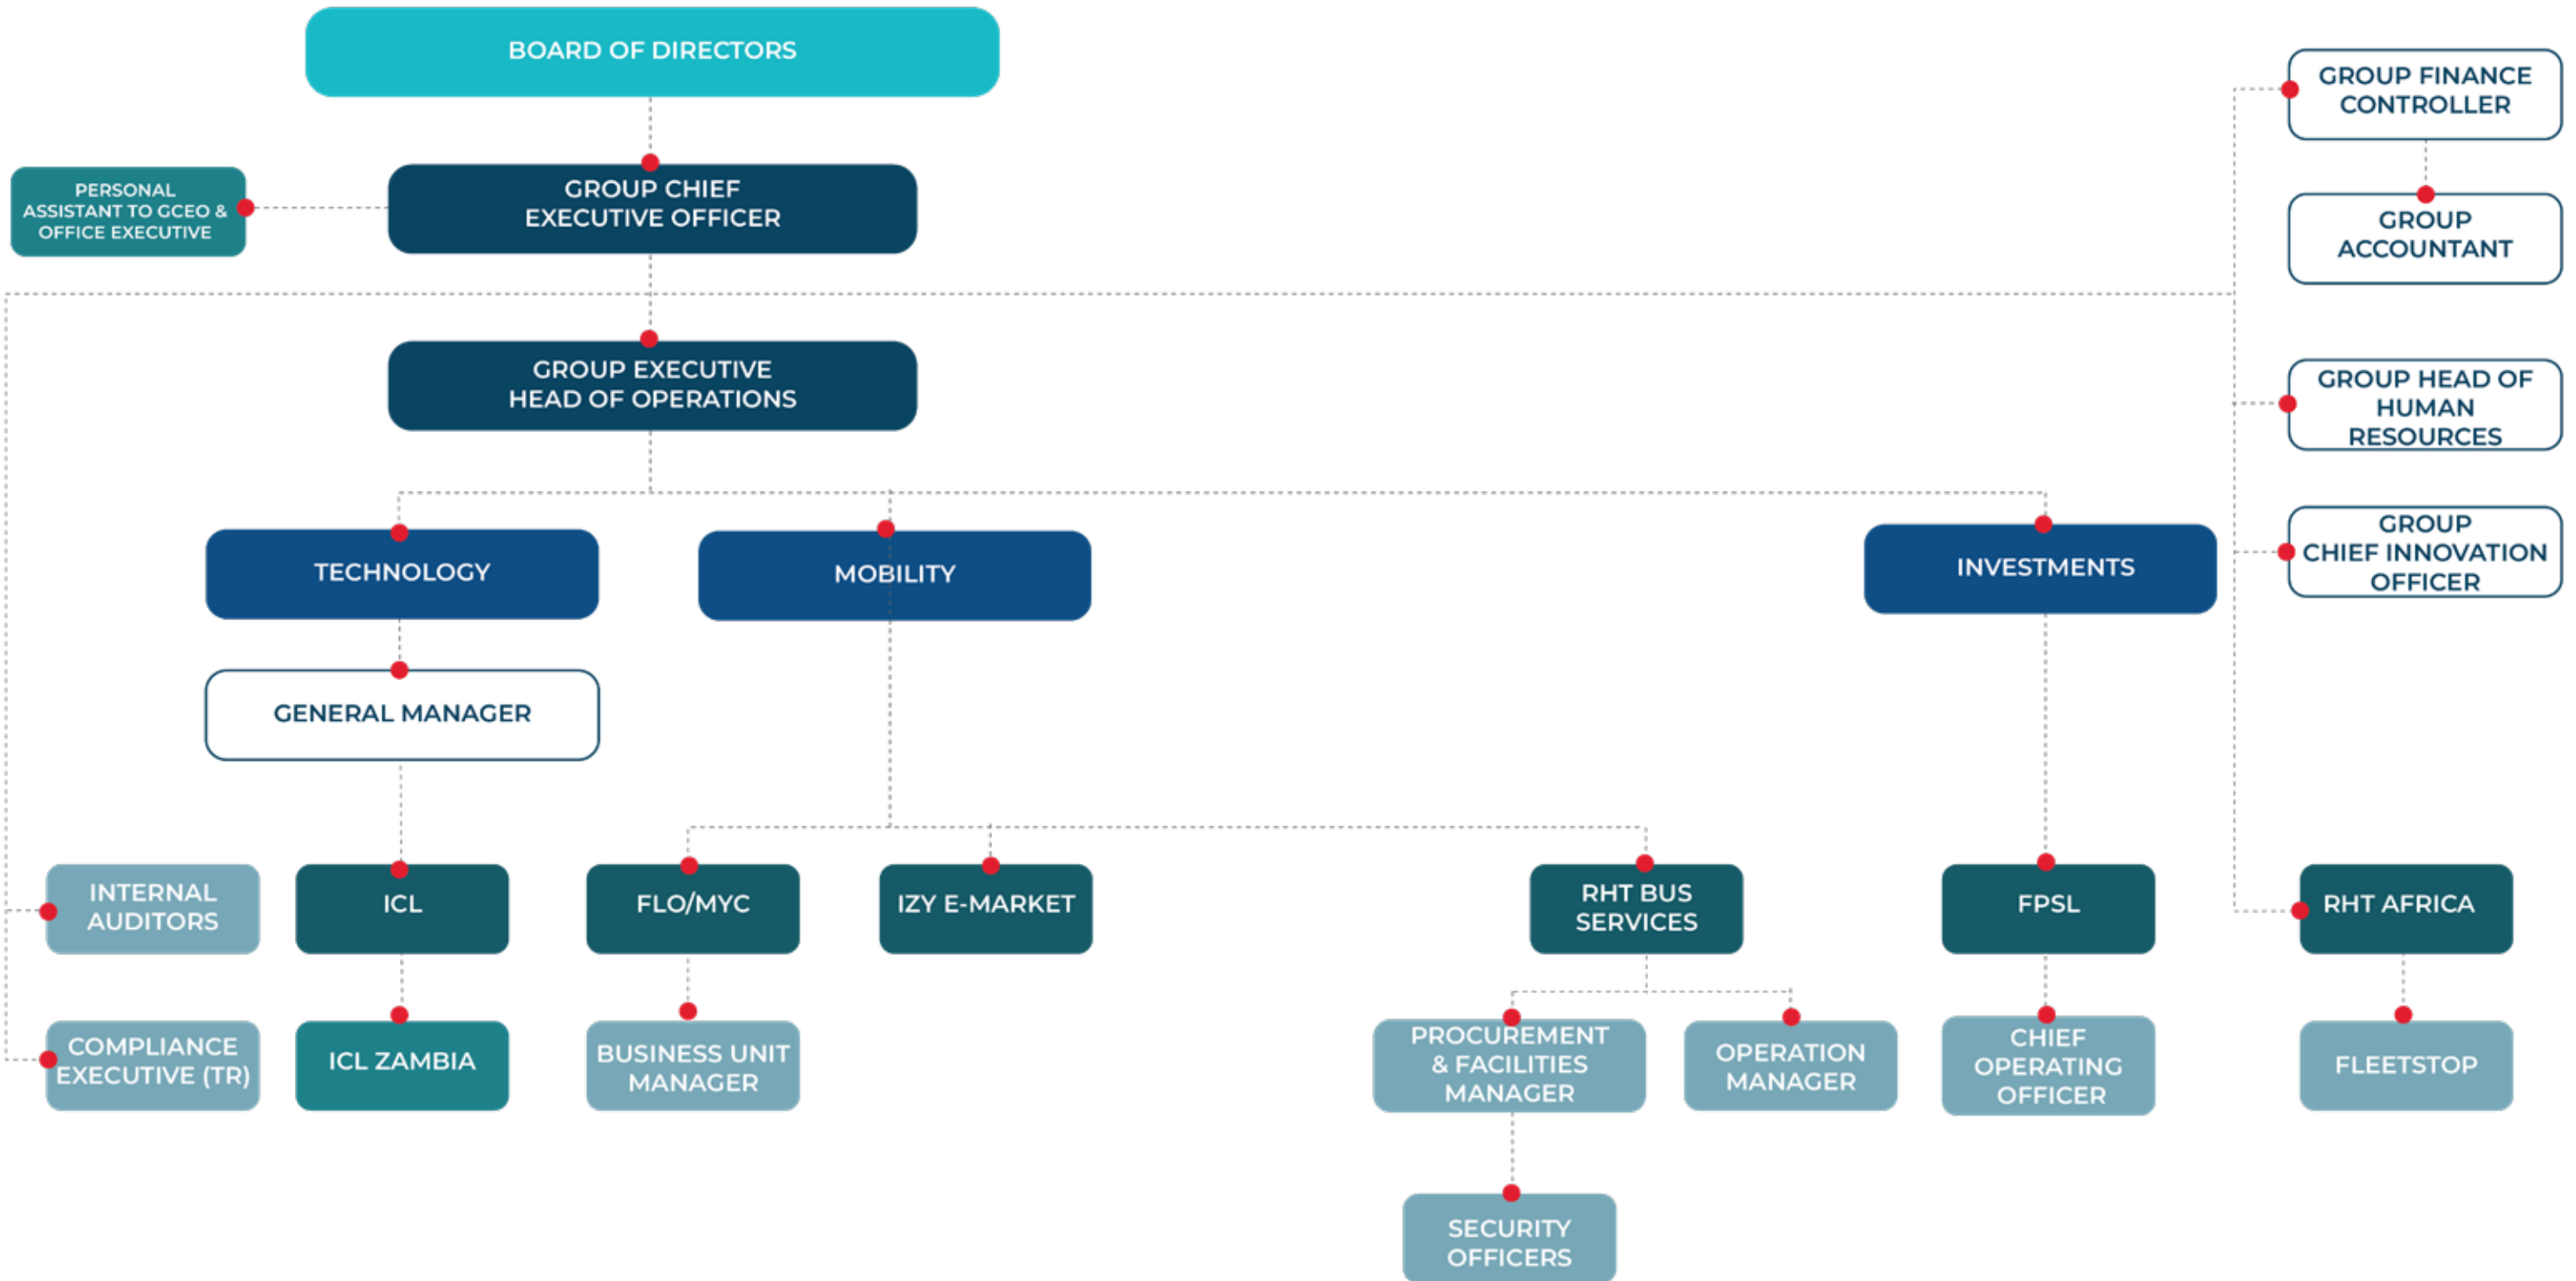 BOARD OF DIRECTORS
GROUP FINANCE
CONTROLLER
PERSONAL
ASSISTANT TO GCEO &
OFFICE EXECUTIVE
GROUP CHIEF
EXECUTIVE OFFICER
GROUP
ACCOUNTANT
GROUP EXECUTIVE
HEAD OF OPERATIONS
GROUP HEAD OF
HUMAN
RESOURCES
TECHNOLOGY
MOBILITY
INVESTMENTS
GROUP
CHIEF INNOVATION
OFFICER
GENERAL MANAGER
INTERNAL
AUDITORS
ICL
FLO/MYC
IZY E-MARKET
RHT BUS
SERVICES
FPSL
RHT AFRICA
COMPLIANCE
EXECUTIVE (TR)
ICL ZAMBIA
BUSINESS UNIT
MANAGER
PROCUREMENT
& FACILITIES
MANAGER
OPERATION
MANAGER
CHIEF
OPERATING
OFFICER
FLEETSTOP
SECURITY
OFFICERS